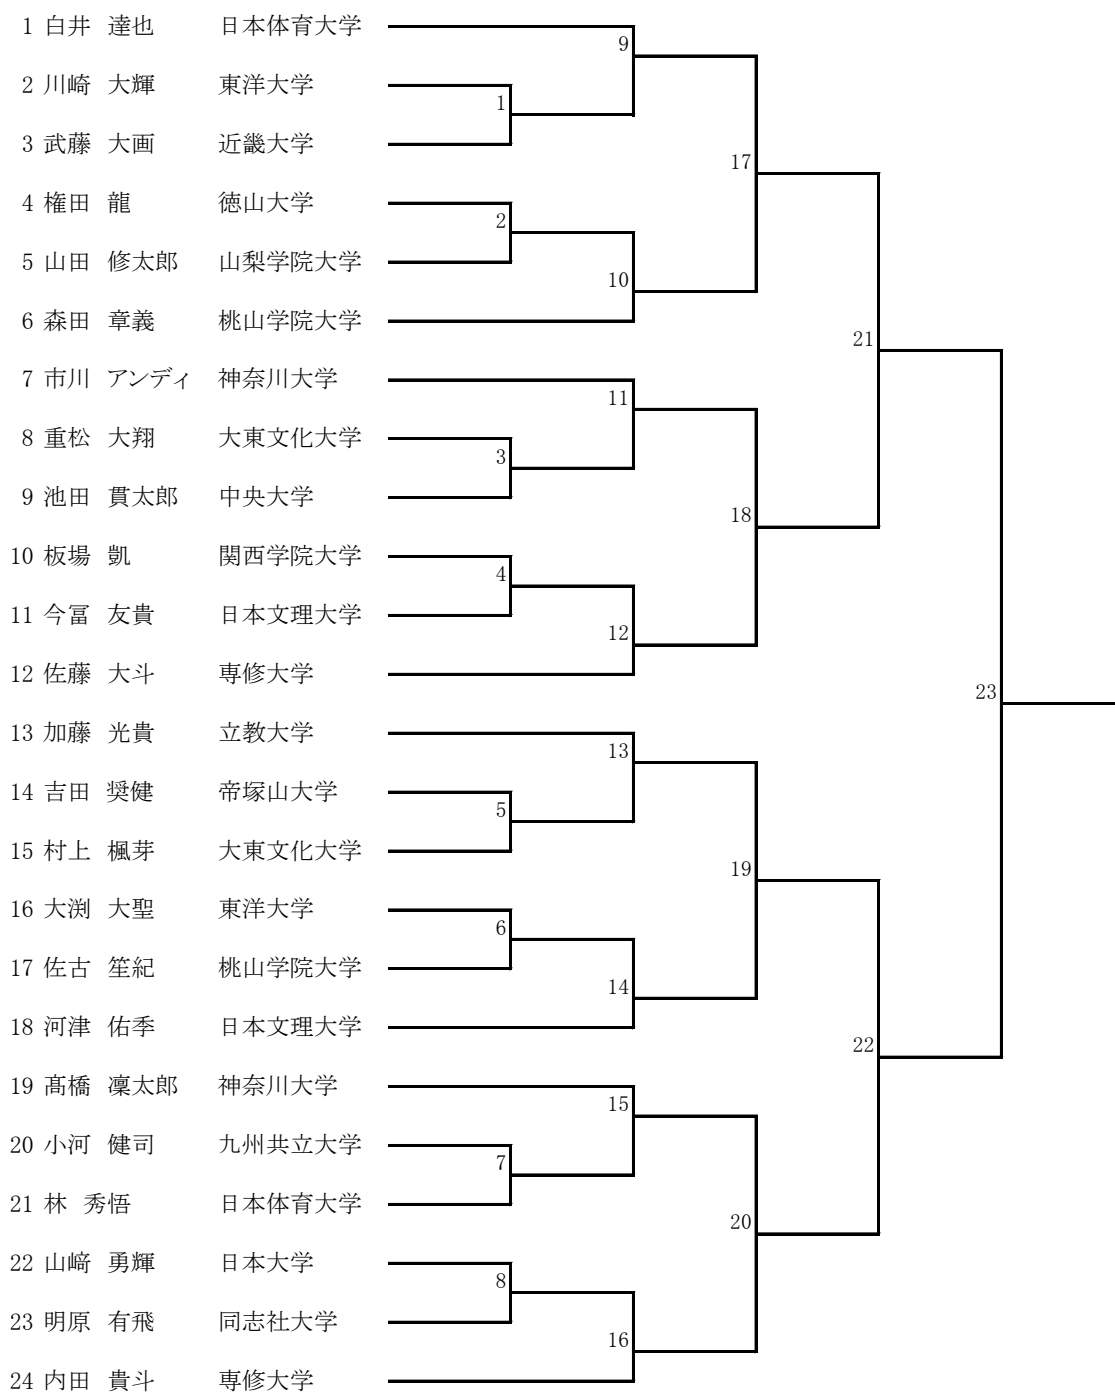 1 白井 達也 日本体育大学
9
2 川崎 大輝 東洋大学
1
3 武藤 大画 近畿大学
17
4 権田 龍 徳山大学
2
5 山田 修太郎 山梨学院大学
10
6 森田 章義 桃山学院大学
21
7 市川 アンディ 神奈川大学
11
8 重松 大翔 大東文化大学
3
9 池田 貫太郎 中央大学
18
10 板場 凱 関西学院大学
4
11 今冨 友貴 日本文理大学
12
12 佐藤 大斗 専修大学
23
13 加藤 光貴 立教大学
13
14 吉田 奨健 帝塚山大学
5
15 村上 楓芽 大東文化大学
19
16 大渕 大聖 東洋大学
6
17 佐古 笙紀 桃山学院大学
14
18 河津 佑季 日本文理大学
22
19 髙橋 凜太郎 神奈川大学
15
20 小河 健司 九州共立大学
7
21 林 秀悟 日本体育大学
20
22 山﨑 勇輝 日本大学
8
23 明原 有飛 同志社大学
16
24 内田 貴斗 専修大学